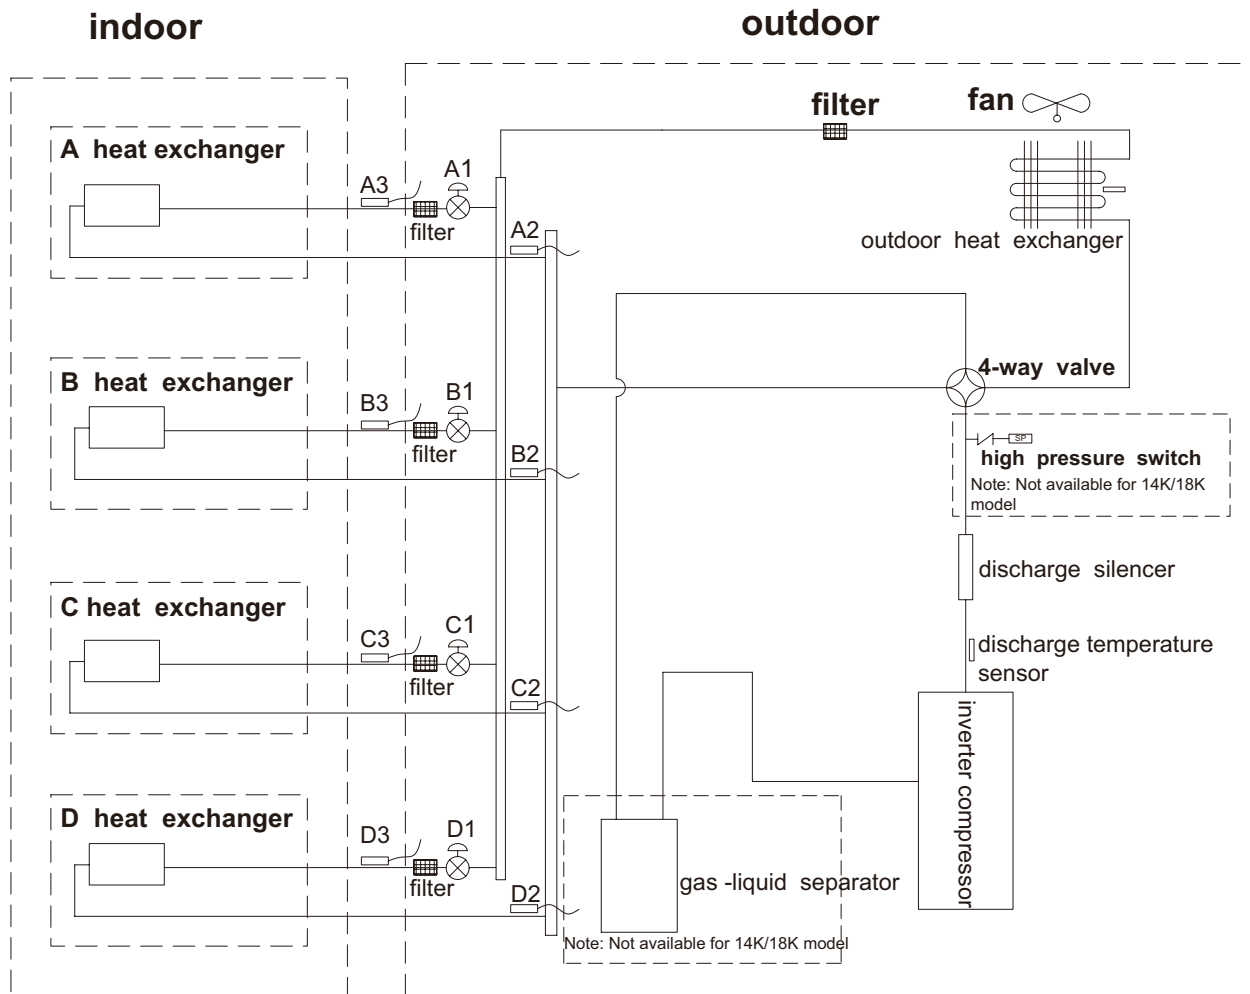 indoor
outdoor
filter
fan
A heat exchanger
A3
A1
filter
A2
outdoor heat exchanger
4-way valve
B heat exchanger
B3
B1
filter
B2
SP
high pressure switch
Note: Not available for 14K/18K
model
discharge silencer
C heat exchanger
C3
C1
filter
C2
discharge temperature
sensor
inverter compressor
D heat exchanger
D3
D1
filter
D2
gas -liquid separator
Note: Not available for 14K/18K model